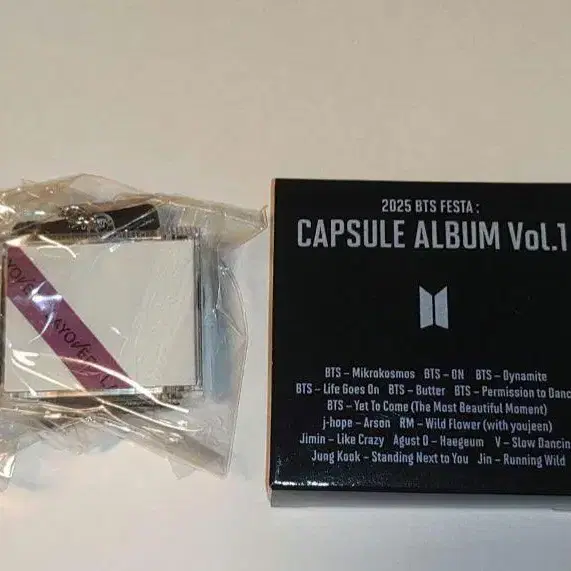 LAYOVER
2025 BTS FESTA :
CAPSULE ALBUM Vol.1
BTS – Mikrokosmos BTS – ON BTS – Dynamite
BTS – Life Goes On BTS – Butter BTS – Permission to Danc
BTS – Yet To Come (The Most Beautiful Moment)
j-hope – Arson RM – Wild Flower (with youjeen)
Jimin – Like Crazy Agust D – Haegeum V – Slow Dancin
Jung Kook – Standing Next to You Jin – Running Wild